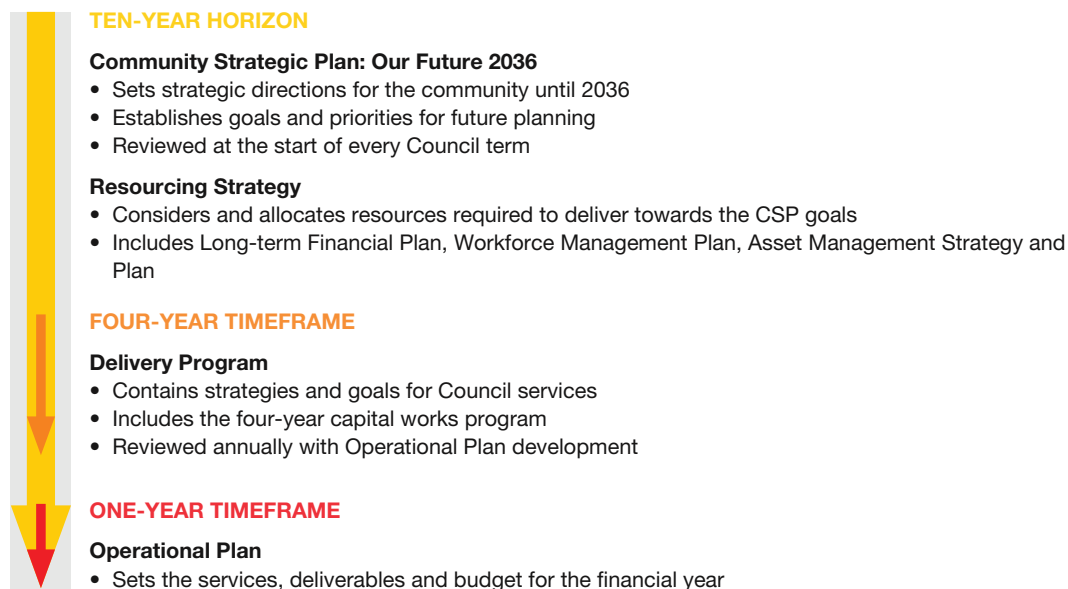 TEN-YEAR HORIZON
Community Strategic Plan: Our Future 2036
• Sets strategic directions for the community until 2036
• Establishes goals and priorities for future planning
• Reviewed at the start of every Council term
Resourcing Strategy
• Considers and allocates resources required to deliver towards the CSP goals
• Includes Long-term Financial Plan, Workforce Management Plan, Asset Management Strategy and
Plan
FOUR-YEAR TIMEFRAME
Delivery Program
• Contains strategies and goals for Council services
• Includes the four-year capital works program
• Reviewed annually with Operational Plan development
ONE-YEAR TIMEFRAME
Operational Plan
• Sets the services, deliverables and budget for the financial year